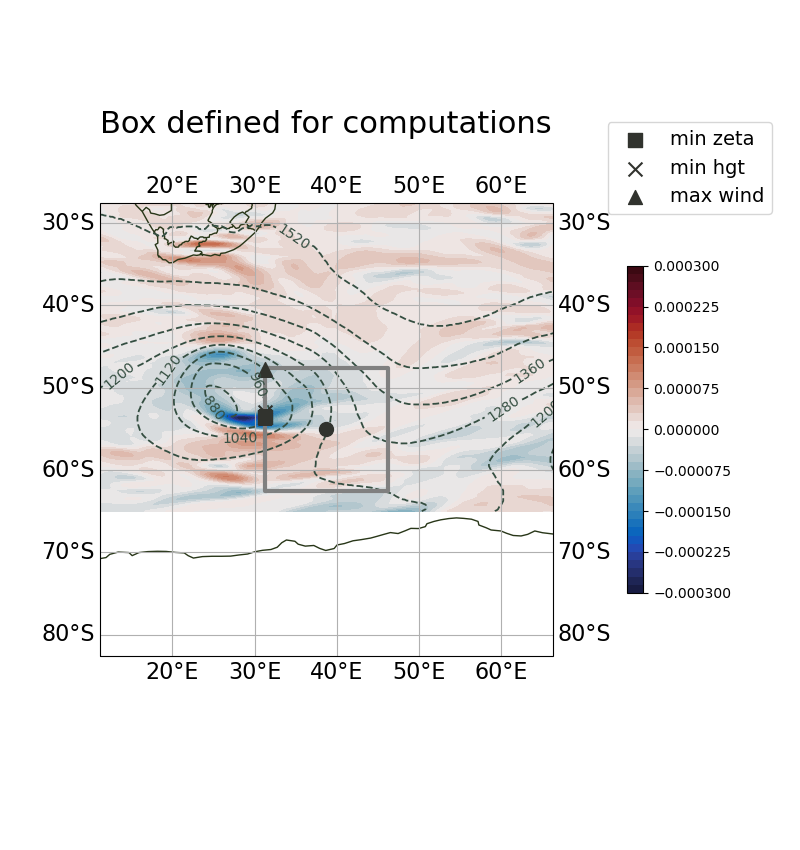 Box defined for computations
min zeta
min hgt
max wind
20°E 30°E 40°E 50°E 60°E
30°S 30°S
40°S 40°S
50°S 50°S
60°S 60°S
70°S 70°S
80°S 80°S
20°E 30°E 40°E 50°E 60°E
1520
1200
1120
960
880
1040
1360
1280
1200
0.000300
0.000225
0.000150
0.000075
0.000000
−0.000075
−0.000150
−0.000225
−0.000300